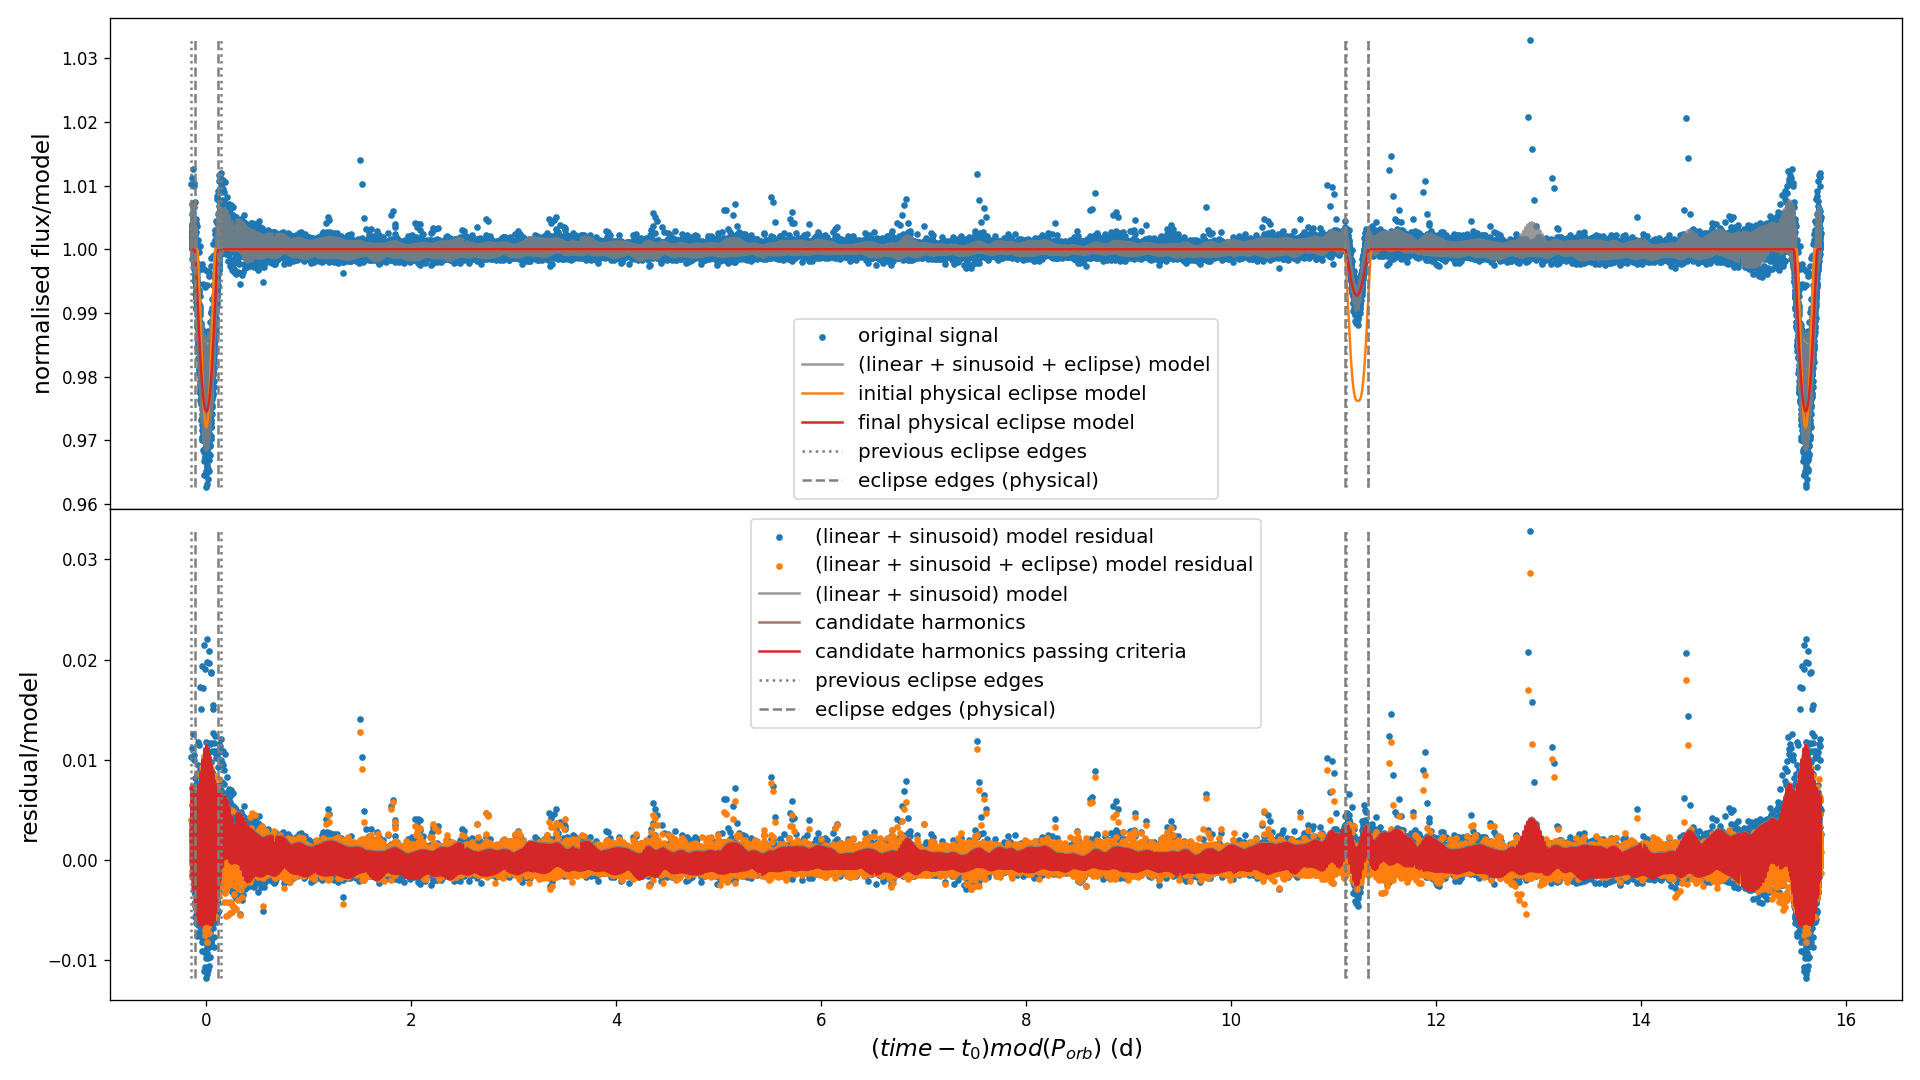 1.03
1.02
1.01
1.00
0.99
0.98
0.97
0.96
normalised flux/model
original signal
(linear + sinusoid + eclipse) model
initial physical eclipse model
final physical eclipse model
previous eclipse edges
eclipse edges (physical)
0.03
0.02
0.01
0.00
−0.01
residual/model
(linear + sinusoid) model residual
(linear + sinusoid + eclipse) model residual
(linear + sinusoid) model
candidate harmonics
candidate harmonics passing criteria
previous eclipse edges
eclipse edges (physical)
0 2 4 6 8 10 12 14 16
(time − t₀)mod(Pₒᵣb) (d)